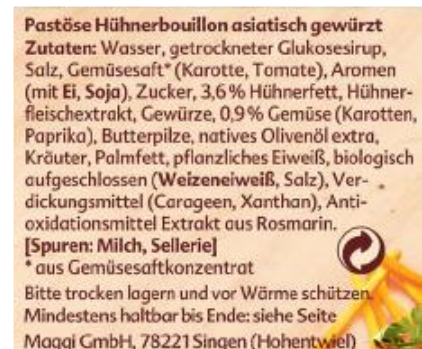 Pastöse Hühnerbouillon asiatisch gewürzt
Zutaten: Wasser, getrockneter Glukosesirup,
Salz, Gemüsesaft* (Karotte, Tomate), Aromen
(mit Ei, Soja), Zucker, 3,6% Hühnerfett, Hühner-
fleischextrakt, Gewürze, 0,9% Gemüse (Karotten,
Paprika), Butterpilze, natives Olivenöl extra,
Kräuter, Palmfett, pflanzliches Eiweiß, biologisch
aufgeschlossen (Weizeneiweiß, Salz), Ver-
dickungsmittel (Carageen, Xanthan), Anti-
oxidationsmittel Extrakt aus Rosmarin.
[Spuren: Milch, Sellerie]
* aus Gemüsesaftkonzentrat
Bitte trocken lagern und vor Wärme schützen.
Mindestens haltbar bis Ende: siehe Seite
Maggi GmbH, 78221 Singen (Hohentwiel)